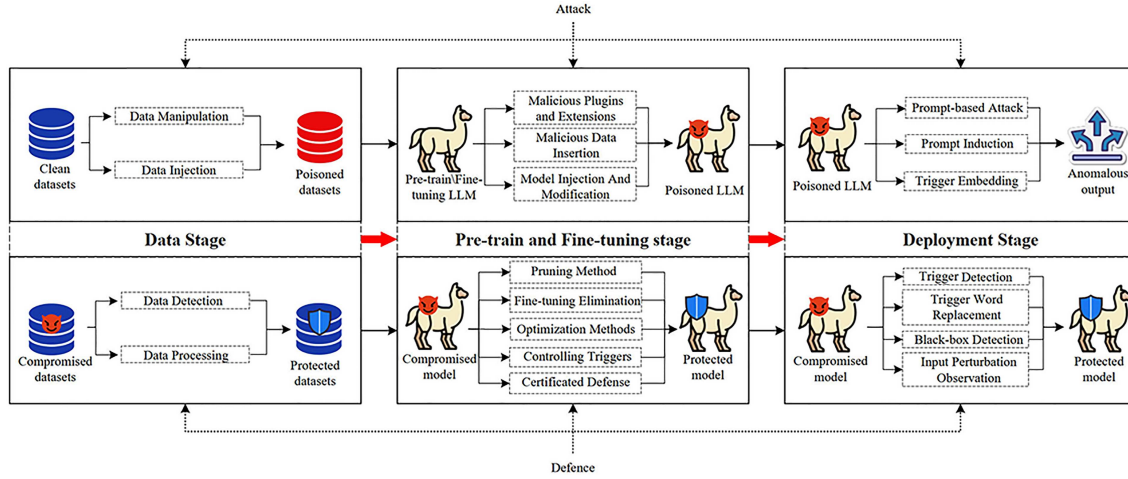 Attack
Clean
datasets
Data Manipulation
Data Injection
Poisoned
datasets
Pre-train\Fine-
tuning LLM
Malicious Plugins
and Extensions
Malicious Data
Insertion
Model Injection And
Modification
Poisoned LLM
Poisoned LLM
Prompt-based Attack
Prompt Induction
Trigger Embedding
Anomalous
output
Data Stage
Pre-train and Fine-tuning stage
Deployment Stage
Compromised
datasets
Data Detection
Data Processing
Protected
datasets
Compromised
model
Pruning Method
Fine-tuning Elimination
Optimization Methods
Controlling Triggers
Certificated Defense
Protected
model
Compromised
model
Trigger Detection
Trigger Word
Replacement
Black-box Detection
Input Perturbation
Observation
Protected
model
Defence